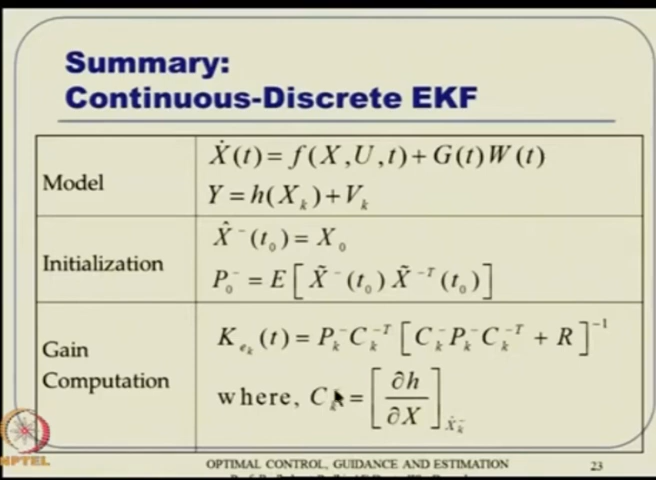 Summary:
Continuous-Discrete EKF
Model
Ẋ(t) = f(X,U,t) + G(t)W(t)
Y = h(X_k) + V_k
Initialization
X̂⁻(t₀) = X₀
P₀⁻ = E[X̃⁻(t₀) X̃⁻ᵀ(t₀)]
Gain
Computation
K_{e_k}(t) = P_k⁻ C_k⁻ᵀ [C_k⁻ P_k⁻ C_k⁻ᵀ + R]⁻¹
where, C_k⁻ = [∂h/∂X]_{X̂_k⁻}
NPTEL
OPTIMAL CONTROL, GUIDANCE AND ESTIMATION
23